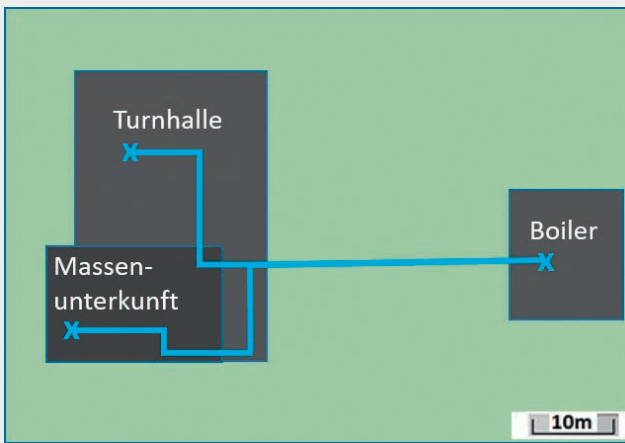 Turnhalle
X
Boiler
X
Massen-
unterkunft
X
10m